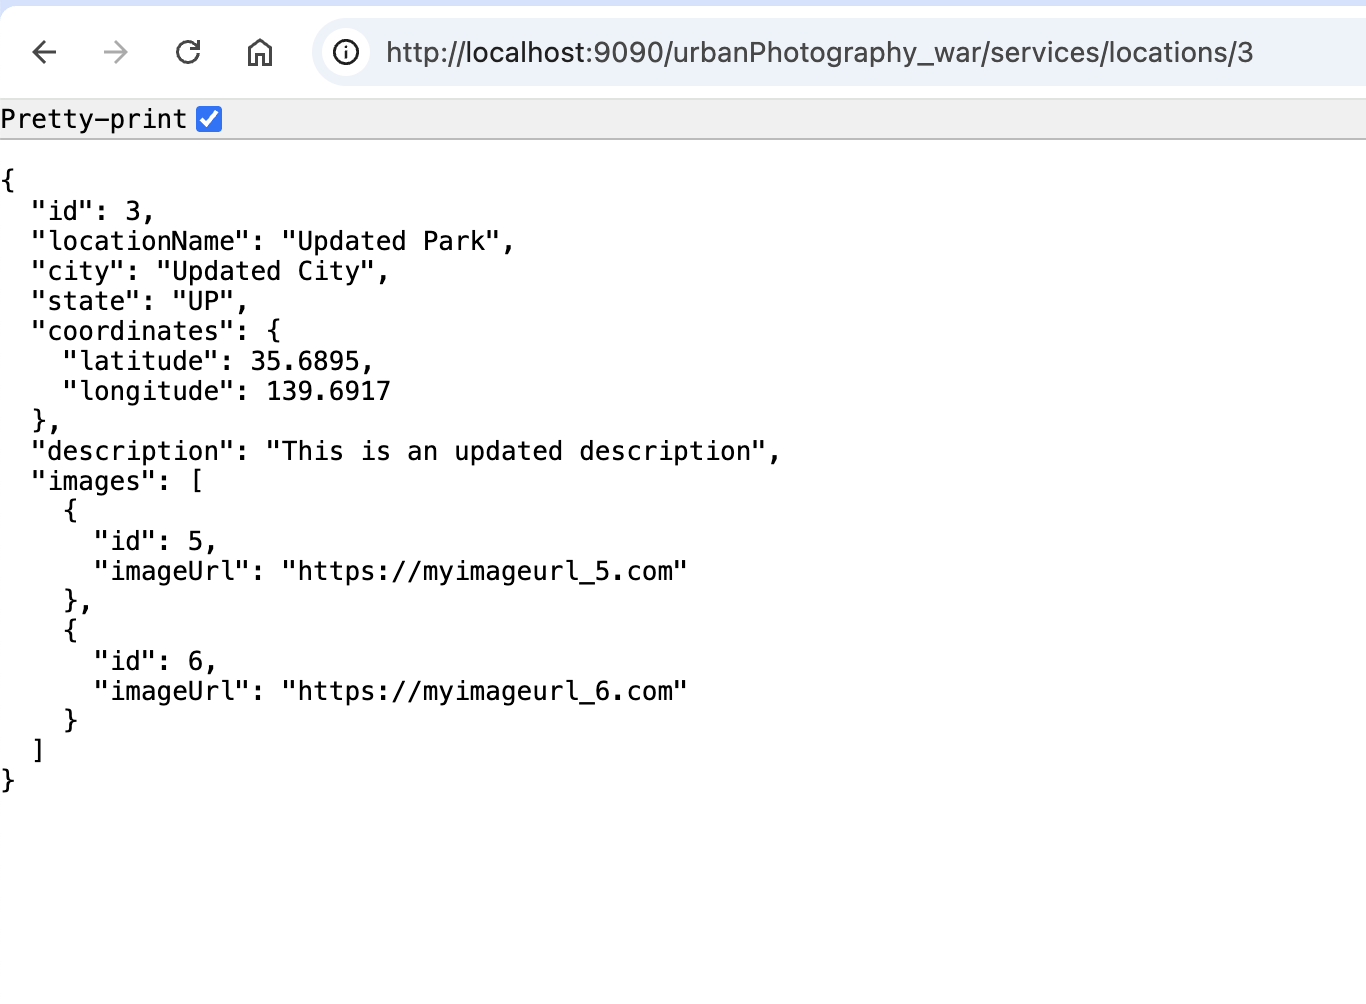 http://localhost:9090/urbanPhotography_war/services/locations/3
Pretty-print
{
  "id": 3,
  "locationName": "Updated Park",
  "city": "Updated City",
  "state": "UP",
  "coordinates": {
    "latitude": 35.6895,
    "longitude": 139.6917
  },
  "description": "This is an updated description",
  "images": [
    {
      "id": 5,
      "imageUrl": "https://myimageurl_5.com"
    },
    {
      "id": 6,
      "imageUrl": "https://myimageurl_6.com"
    }
  ]
}